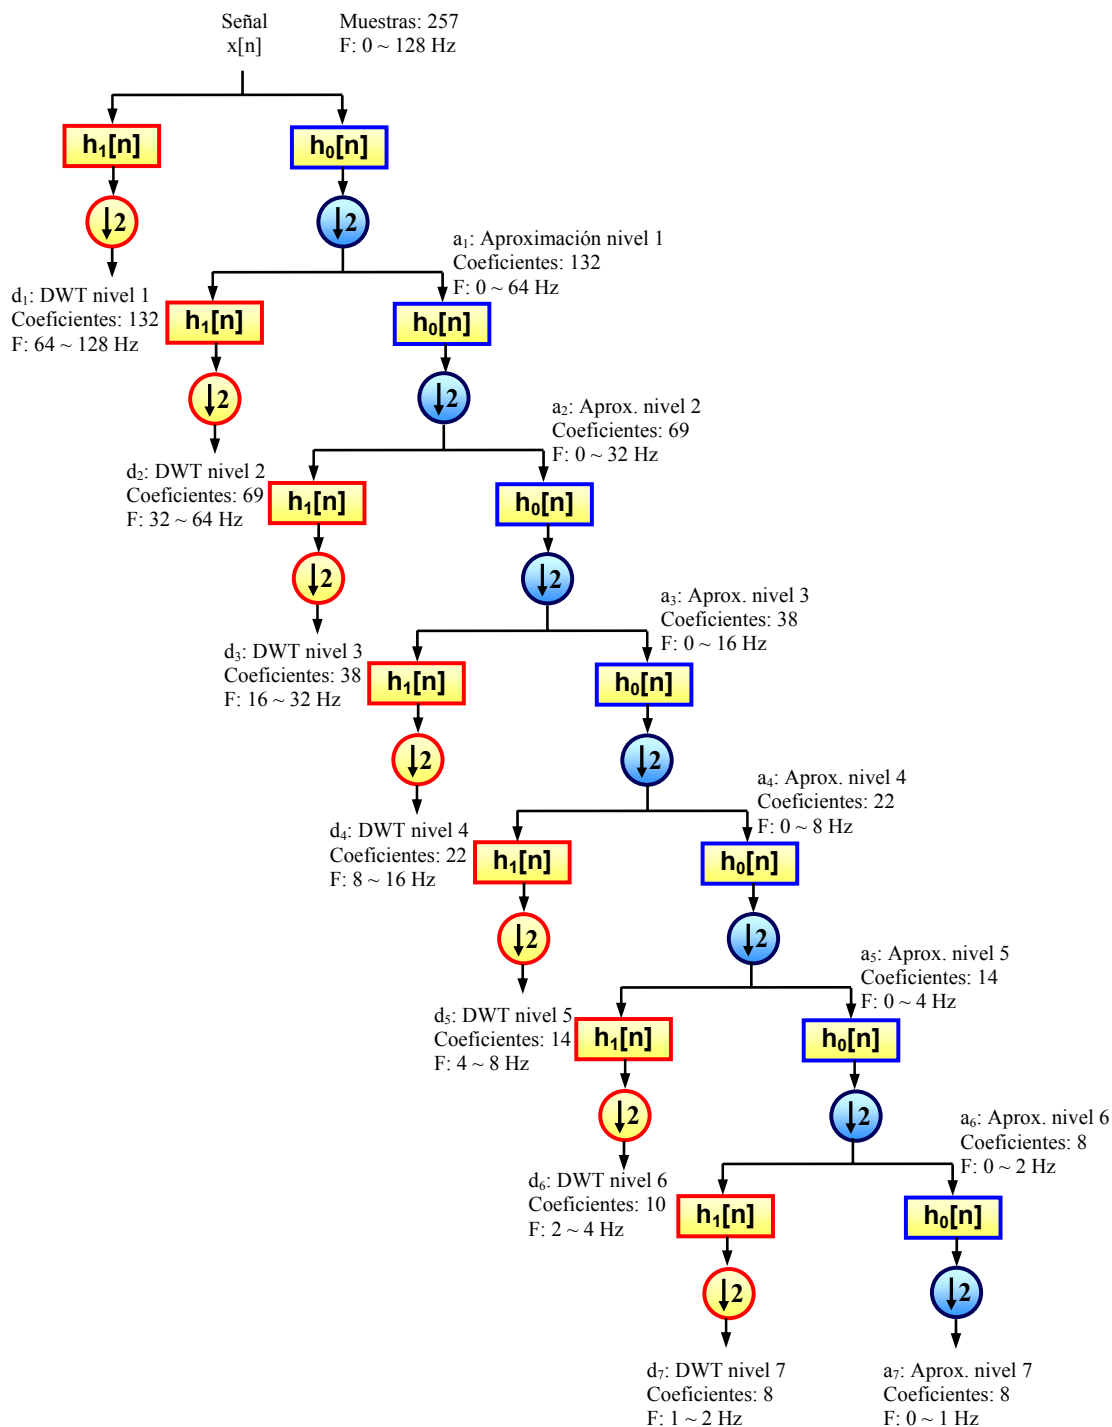 Señal
x[n]
Muestras: 257
F: 0 ~ 128 Hz
h₁[n]
h₀[n]
↓2
↓2
a₁: Aproximación nivel 1
Coeficientes: 132
F: 0 ~ 64 Hz
d₁: DWT nivel 1
Coeficientes: 132
F: 64 ~ 128 Hz
h₁[n]
h₀[n]
↓2
↓2
a₂: Aprox. nivel 2
Coeficientes: 69
F: 0 ~ 32 Hz
d₂: DWT nivel 2
Coeficientes: 69
F: 32 ~ 64 Hz
h₁[n]
h₀[n]
↓2
↓2
a₃: Aprox. nivel 3
Coeficientes: 38
F: 0 ~ 16 Hz
d₃: DWT nivel 3
Coeficientes: 38
F: 16 ~ 32 Hz
h₁[n]
h₀[n]
↓2
↓2
a₄: Aprox. nivel 4
Coeficientes: 22
F: 0 ~ 8 Hz
d₄: DWT nivel 4
Coeficientes: 22
F: 8 ~ 16 Hz
h₁[n]
h₀[n]
↓2
↓2
a₅: Aprox. nivel 5
Coeficientes: 14
F: 0 ~ 4 Hz
d₅: DWT nivel 5
Coeficientes: 14
F: 4 ~ 8 Hz
h₁[n]
h₀[n]
↓2
↓2
a₆: Aprox. nivel 6
Coeficientes: 8
F: 0 ~ 2 Hz
d₆: DWT nivel 6
Coeficientes: 10
F: 2 ~ 4 Hz
h₁[n]
h₀[n]
↓2
↓2
d₇: DWT nivel 7
Coeficientes: 8
F: 1 ~ 2 Hz
a₇: Aprox. nivel 7
Coeficientes: 8
F: 0 ~ 1 Hz